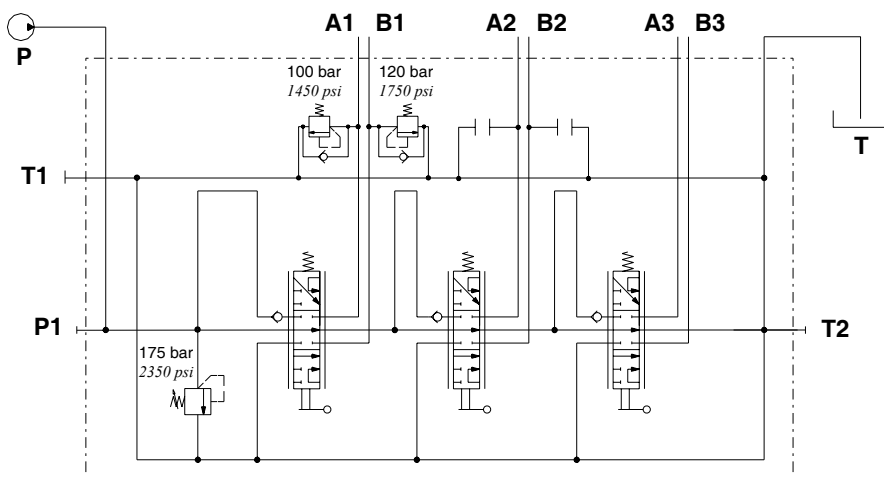 A1 B1 A2 B2 A3 B3
P
100 bar 120 bar
1450 psi 1750 psi
T
T1
P1 T2
175 bar
2350 psi